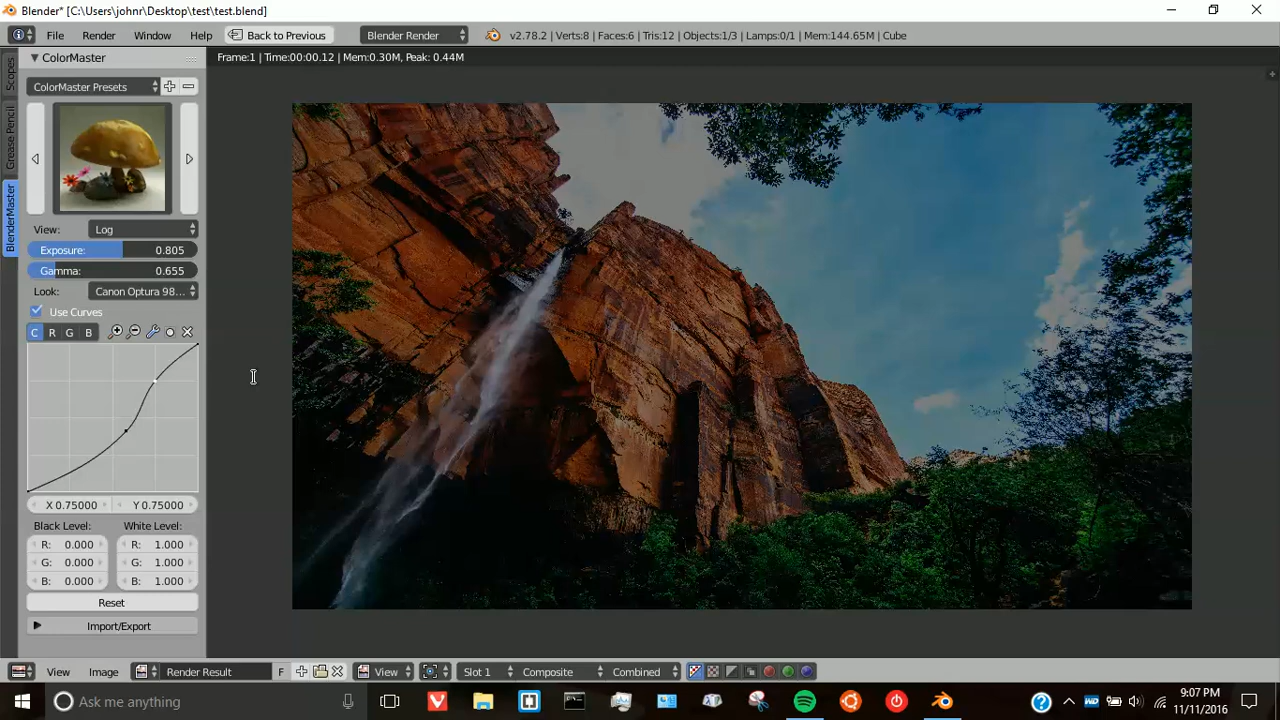 Blender* [C:\Users\johnr\Desktop\test\test.blend]
File Render Window Help Back to Previous Blender Render v2.78.2 | Verts:8 | Faces:6 | Tris:12 | Objects:1/3 | Lamps:0/1 | Mem:144.65M | Cube
ColorMaster
Frame:1 | Time:00:00.12 | Mem:0.30M, Peak: 0.44M
Scopes
Grease Pencil
BlenderMaster
ColorMaster Presets
View: Log
Exposure: 0.805
Gamma: 0.655
Look: Canon Optura 98...
Use Curves
C R G B
X 0.75000 Y 0.75000
Black Level: White Level:
R: 0.000 R: 1.000
G: 0.000 G: 1.000
B: 0.000 B: 1.000
Reset
Import/Export
View Image Render Result F View Slot 1 Composite Combined
Ask me anything
9:07 PM
11/11/2016